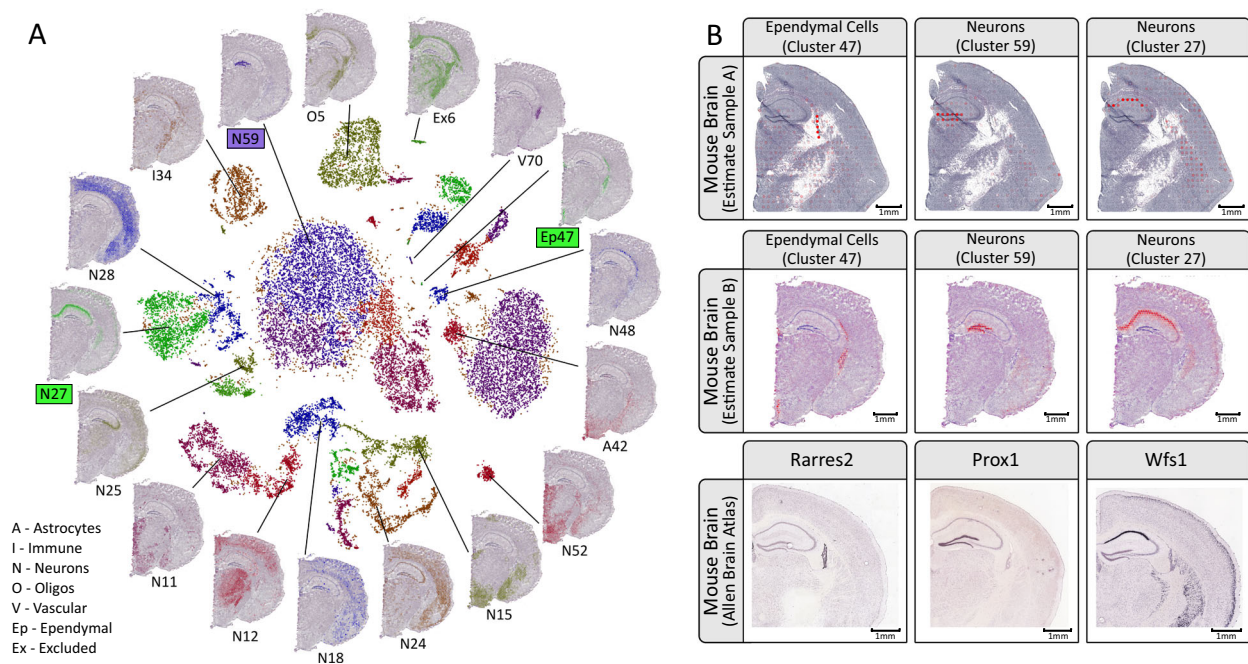 A
N59
O5
Ex6
V70
I34
Ep47
N28
N48
N27
A42
N25
N11
N52
N12
N15
N18
N24
A - Astrocytes
I - Immune
N - Neurons
O - Oligos
V - Vascular
Ep - Ependymal
Ex - Excluded
B
Ependymal Cells
(Cluster 47)
Neurons
(Cluster 59)
Neurons
(Cluster 27)
Mouse Brain
(Estimate Sample A)
1mm
1mm
1mm
Ependymal Cells
(Cluster 47)
Neurons
(Cluster 59)
Neurons
(Cluster 27)
Mouse Brain
(Estimate Sample B)
1mm
1mm
1mm
Rarres2
Prox1
Wfs1
Mouse Brain
(Allen Brain Atlas)
1mm
1mm
1mm